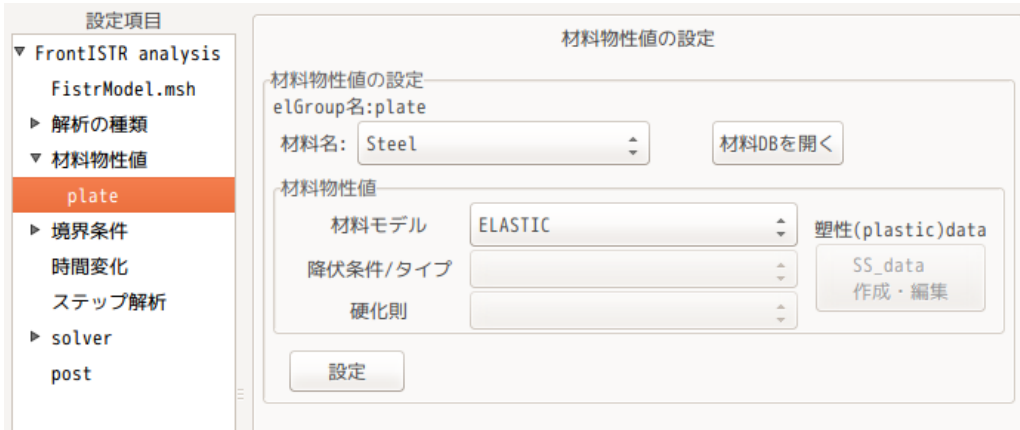 設定項目
FrontISTR analysis
FistrModel.msh
解析の種類
材料物性値
plate
境界条件
時間変化
ステップ解析
solver
post
材料物性値の設定
材料物性値の設定
elGroup名:plate
材料名: Steel 材料DBを開く
材料物性値
材料モデル ELASTIC
降伏条件/タイプ
硬化則
塑性(plastic)data
SS_data
作成・編集
設定